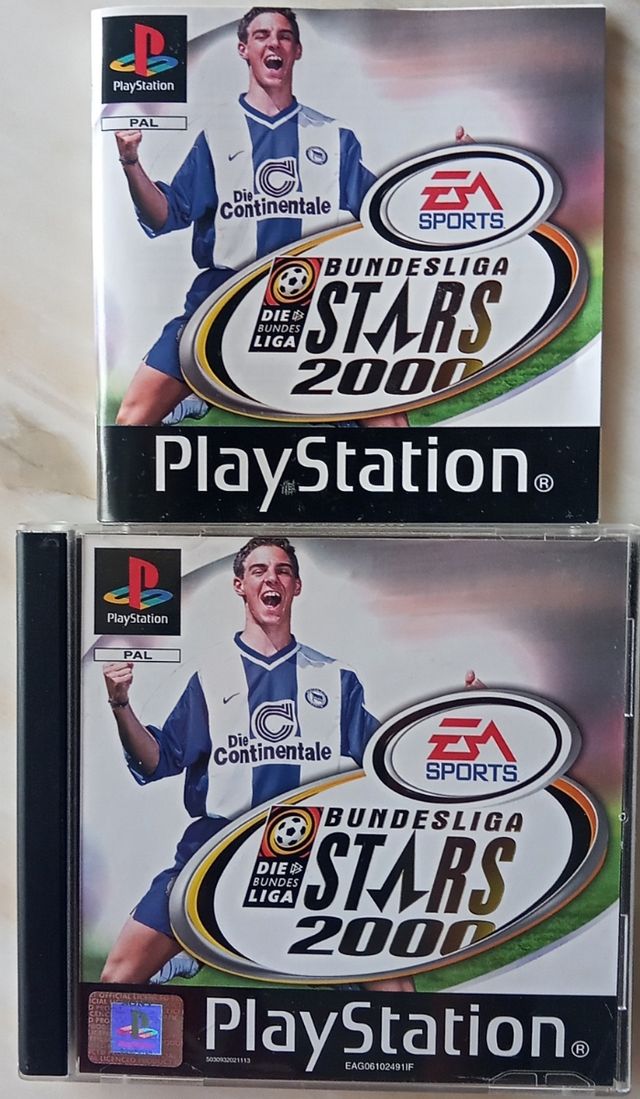 PlayStation
PAL
Die
Continentale
EA
SPORTS
BUNDESLIGA
STARS
2000
DIE
BUNDES
LIGA
PlayStation®
PlayStation
PAL
Die
Continentale
EA
SPORTS
BUNDESLIGA
STARS
2000
DIE
BUNDES
LIGA
PlayStation®
5030932021113
EAG06102491IF